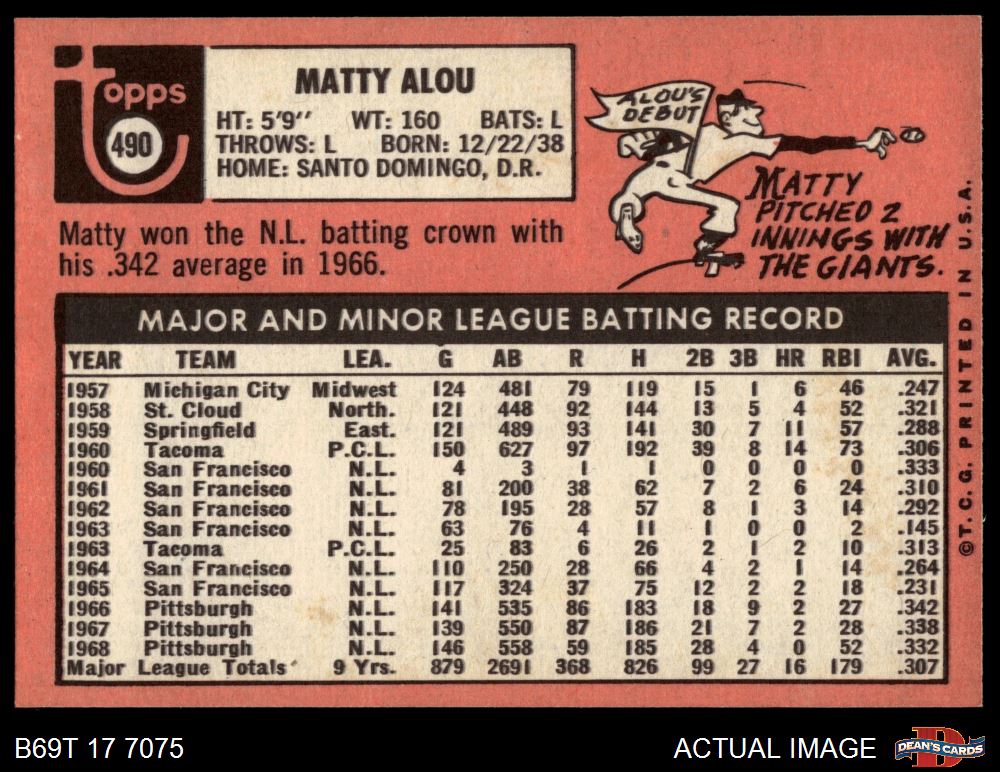 Topps
490
MATTY ALOU
HT: 5'9" WT: 160 BATS: L
THROWS: L BORN: 12/22/38
HOME: SANTO DOMINGO, D.R.
ALOU'S
DEBUT
MATTY
PITCHED 2
INNINGS WITH
THE GIANTS.
Matty won the N.L. batting crown with
his .342 average in 1966.
MAJOR AND MINOR LEAGUE BATTING RECORD
YEAR TEAM LEA. G AB R H 2B 3B HR RBI AVG.
1957 Michigan City Midwest 124 481 79 119 15 1 6 46 .247
1958 St. Cloud North. 121 448 92 144 13 5 4 52 .321
1959 Springfield East. 121 489 93 141 30 7 11 57 .288
1960 Tacoma P.C.L. 150 627 97 192 39 8 14 73 .306
1960 San Francisco N.L. 4 3 1 1 0 0 0 0 .333
1961 San Francisco N.L. 81 200 38 62 7 2 6 24 .310
1962 San Francisco N.L. 78 195 28 57 8 1 3 14 .292
1963 San Francisco N.L. 63 76 4 11 1 0 0 2 .145
1963 Tacoma P.C.L. 25 83 6 26 2 1 2 10 .313
1964 San Francisco N.L. 110 250 28 66 4 2 1 14 .264
1965 San Francisco N.L. 117 324 37 75 12 2 2 18 .231
1966 Pittsburgh N.L. 141 535 86 183 18 9 2 27 .342
1967 Pittsburgh N.L. 139 550 87 186 21 7 2 28 .338
1968 Pittsburgh N.L. 146 558 59 185 28 4 0 52 .332
Major League Totals 9 Yrs. 879 2691 368 826 99 27 16 179 .307
©T.C.G. PRINTED IN U.S.A.
B69T 17 7075
ACTUAL IMAGE
DEAN'S CARDS